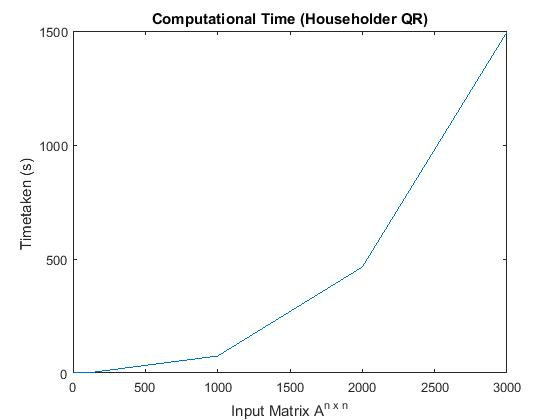 Computational Time (Householder QR)
1500
1000
500
0
Timetaken (s)
0 500 1000 1500 2000 2500 3000
Input Matrix A^{n x n}